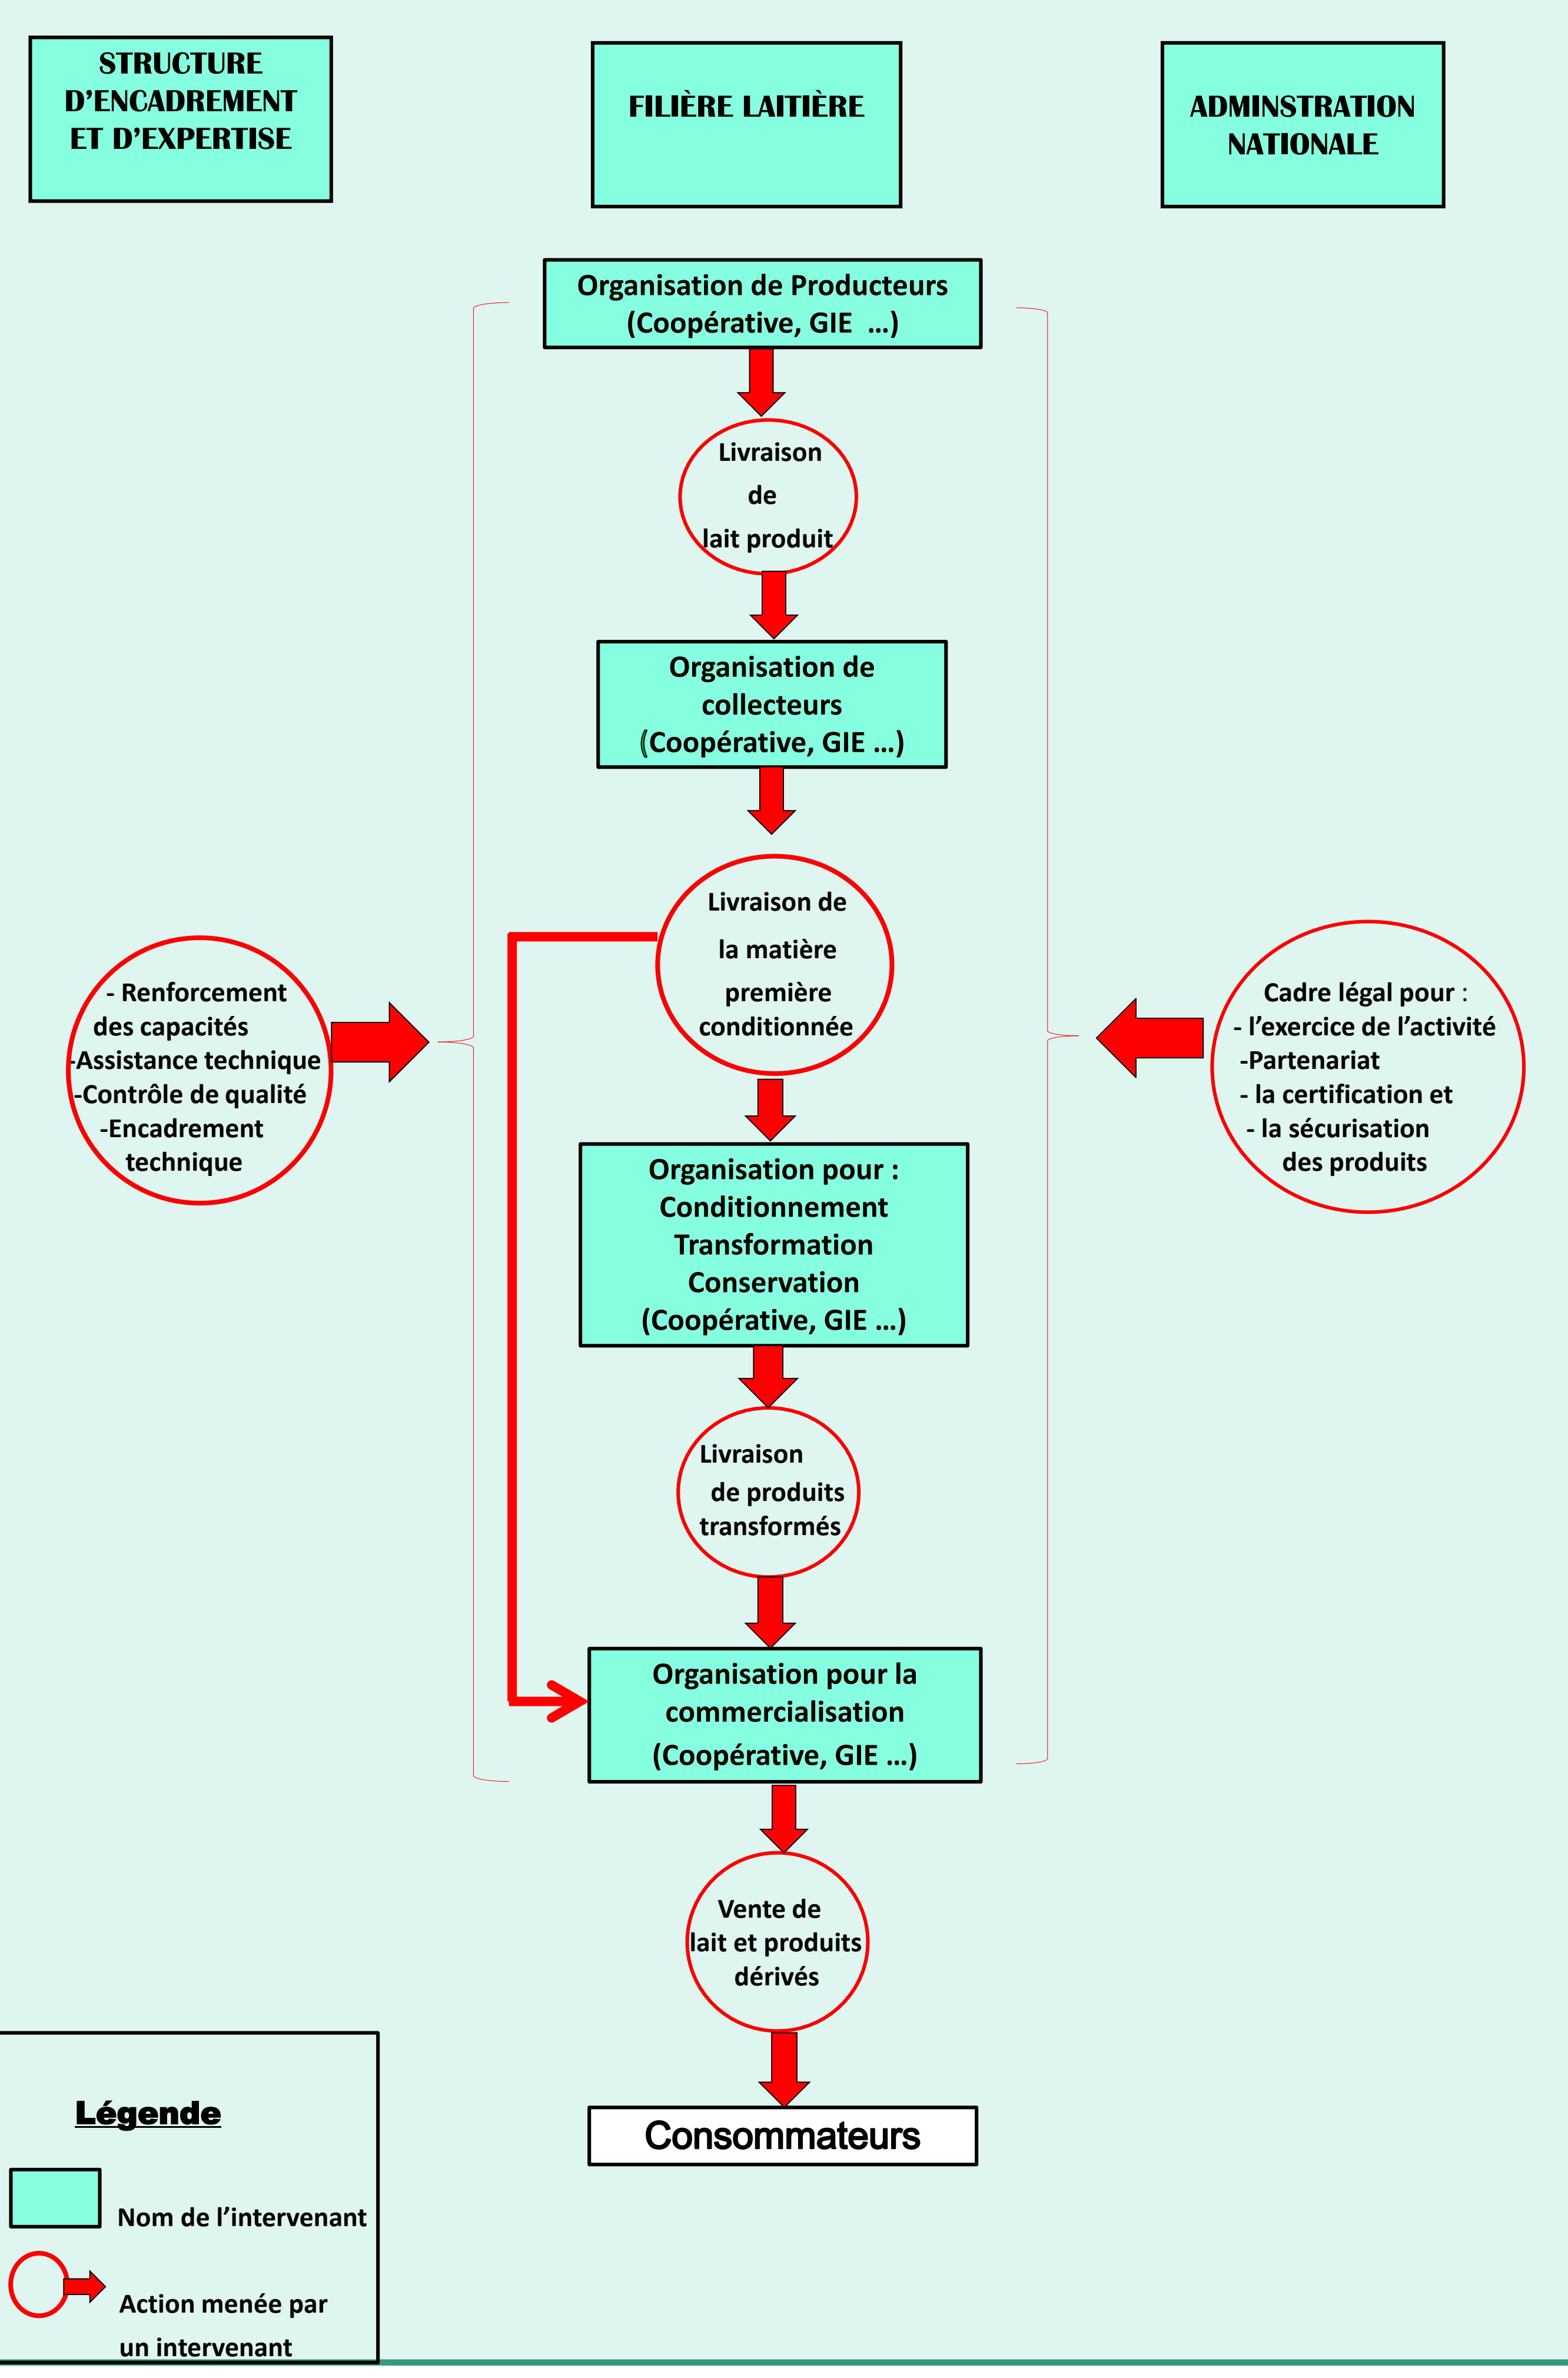 STRUCTURE
D’ENCADREMENT
ET D’EXPERTISE
FILIÈRE LAITIÈRE
ADMINSTRATION
NATIONALE
Organisation de Producteurs
(Coopérative, GIE …)
Livraison
de
lait produit
Organisation de
collecteurs
(Coopérative, GIE …)
Livraison de
la matière
première
conditionnée
- Renforcement
des capacités
-Assistance technique
-Contrôle de qualité
-Encadrement
technique
Cadre légal pour :
- l’exercice de l’activité
-Partenariat
- la certification et
- la sécurisation
des produits
Organisation pour :
Conditionnement
Transformation
Conservation
(Coopérative, GIE …)
Livraison
de produits
transformés
Organisation pour la
commercialisation
(Coopérative, GIE …)
Vente de
lait et produits
dérivés
Consommateurs
Légende
Nom de l’intervenant
Action menée par
un intervenant